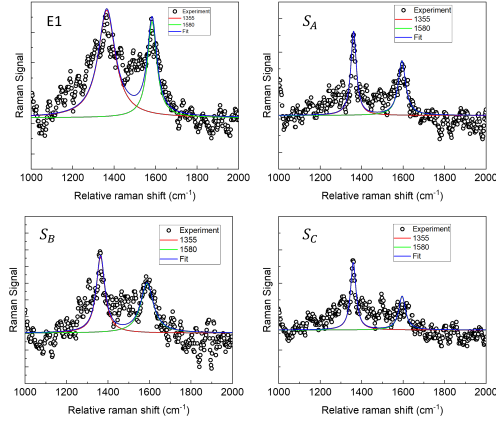 E1
Experiment
1355
1580
Fit
Raman Signal
1000 1200 1400 1600 1800 2000
Relative raman shift (cm⁻¹)
S_A
Experiment
1355
1580
Fit
Raman Signal
1000 1200 1400 1600 1800 2000
Relative raman shift (cm⁻¹)
S_B
Experiment
1355
1580
Fit
Raman Signal
1000 1200 1400 1600 1800 2000
Relative raman shift (cm⁻¹)
S_C
Experiment
1355
1580
Fit
Raman Signal
1000 1200 1400 1600 1800 2000
Relative raman shift (cm⁻¹)